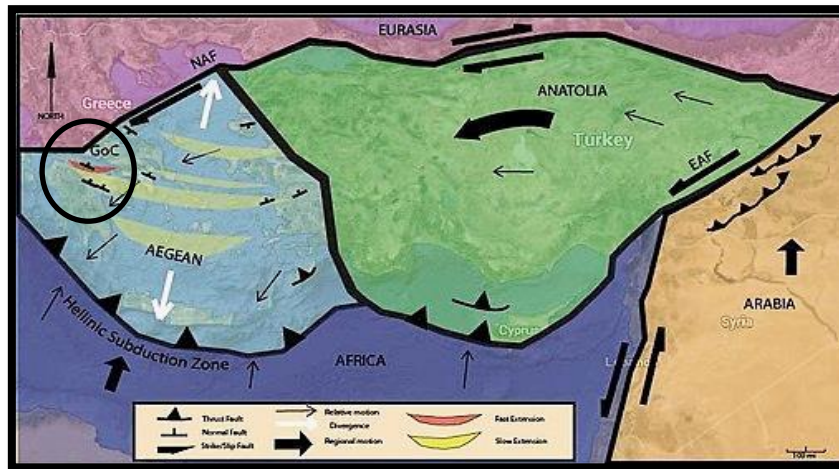 EURASIA
NAF
ANATOLIA
Greece
NORTH
Turkey
GoC
EAF
AEGEAN
ARABIA
Hellinic Subduction Zone
Syria
Cyprus
AFRICA
Thrust Fault
Relative motion
Fast Extension
Normal Fault
Divergence
Strike/Slip Fault
Regional motion
Slow Extension